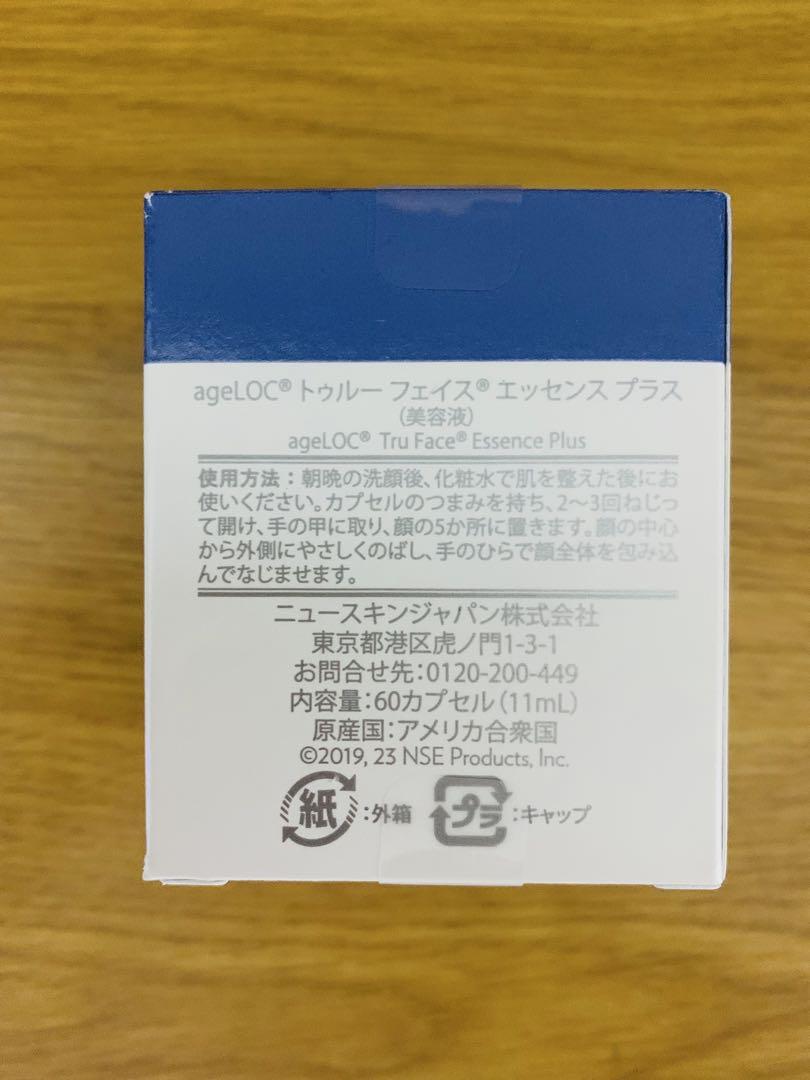 ageLOC® トゥルー フェイス® エッセンス プラス
（美容液）
ageLOC® Tru Face® Essence Plus
使用方法：朝晩の洗顔後、化粧水で肌を整えた後にお
使いください。カプセルのつまみを持ち、2〜3回ねじっ
て開け、手の甲に取り、顔の5か所に置きます。顔の中心
から外側にやさしくのばし、手のひらで顔全体を包み込
んでなじませます。
ニュースキンジャパン株式会社
東京都港区虎ノ門1-3-1
お問合せ先：0120-200-449
内容量：60カプセル（11mL）
原産国：アメリカ合衆国
©2019, 23 NSE Products, Inc.
紙：外箱 プラ：キャップ